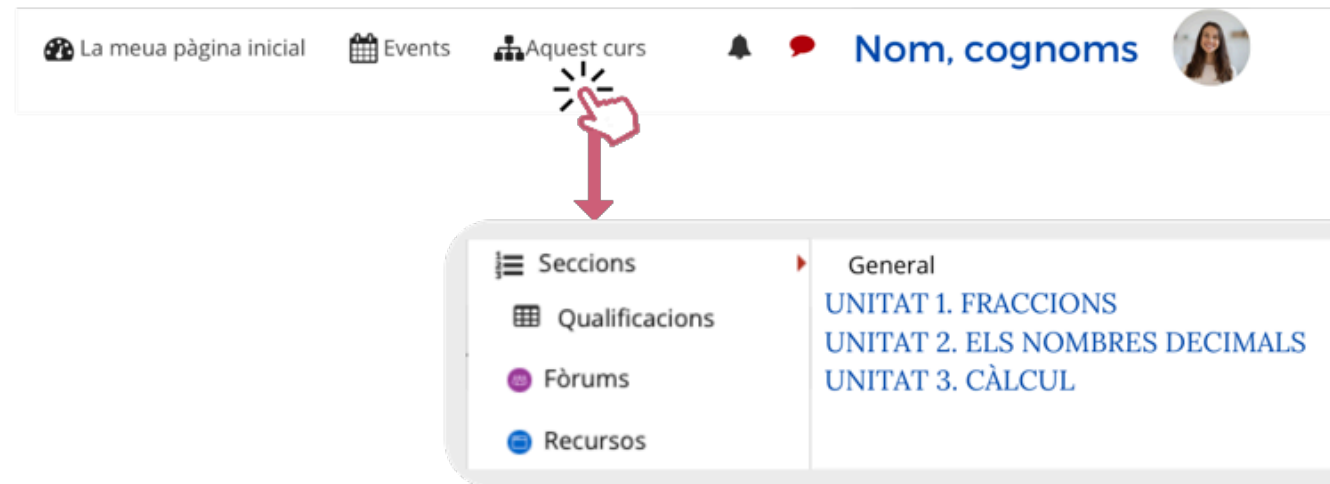 La meua pàgina inicial Events Aquest curs Nom, cognoms
Seccions
Qualificacions
Fòrums
Recursos
General
UNITAT 1. FRACCIONS
UNITAT 2. ELS NOMBRES DECIMALS
UNITAT 3. CÀLCUL